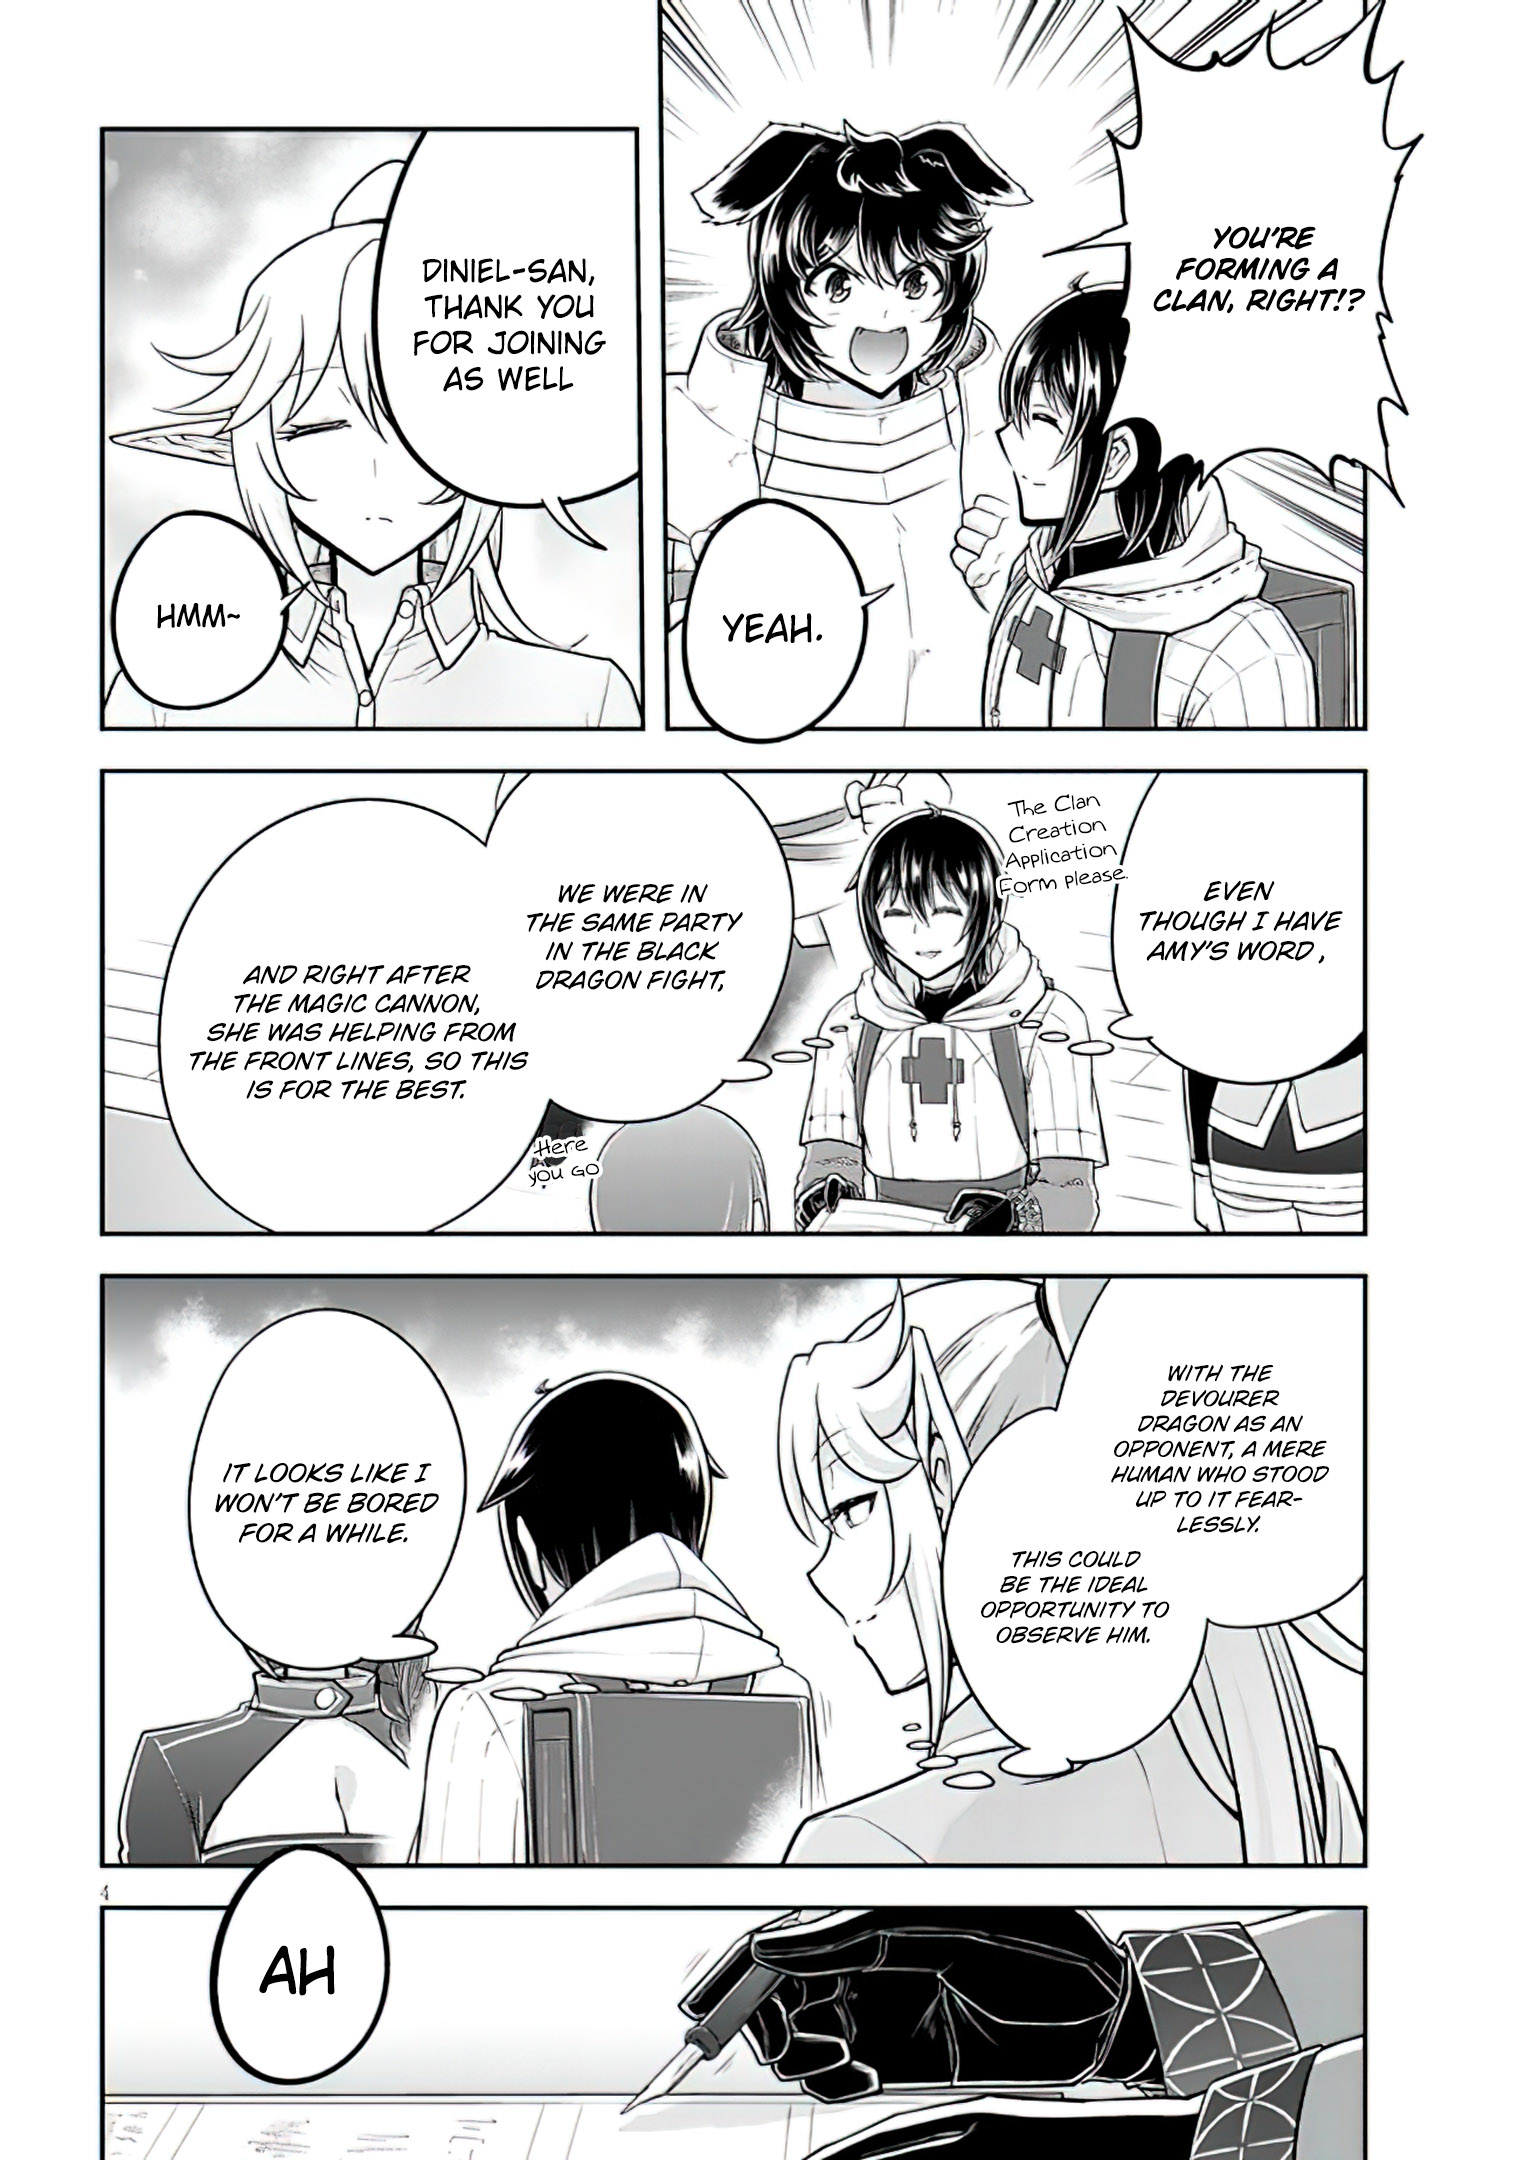 YOU'RE
FORMING A
CLAN, RIGHT!?
YEAH.
DINIEL-SAN,
THANK YOU
FOR JOINING
AS WELL
HMM~
The Clan
Creation
Application
Form please.
EVEN
THOUGH I HAVE
AMY'S WORD,
WE WERE IN
THE SAME PARTY
IN THE BLACK
DRAGON FIGHT,
AND RIGHT AFTER
THE MAGIC CANNON,
SHE WAS HELPING FROM
THE FRONT LINES, SO THIS
IS FOR THE BEST.
Here
you go
WITH THE
DEVOURER
DRAGON AS AN
OPPONENT, A MERE
HUMAN WHO STOOD
UP TO IT FEAR-
LESSLY.
THIS COULD
BE THE IDEAL
OPPORTUNITY TO
OBSERVE HIM.
IT LOOKS LIKE I
WON'T BE BORED
FOR A WHILE.
4
AH